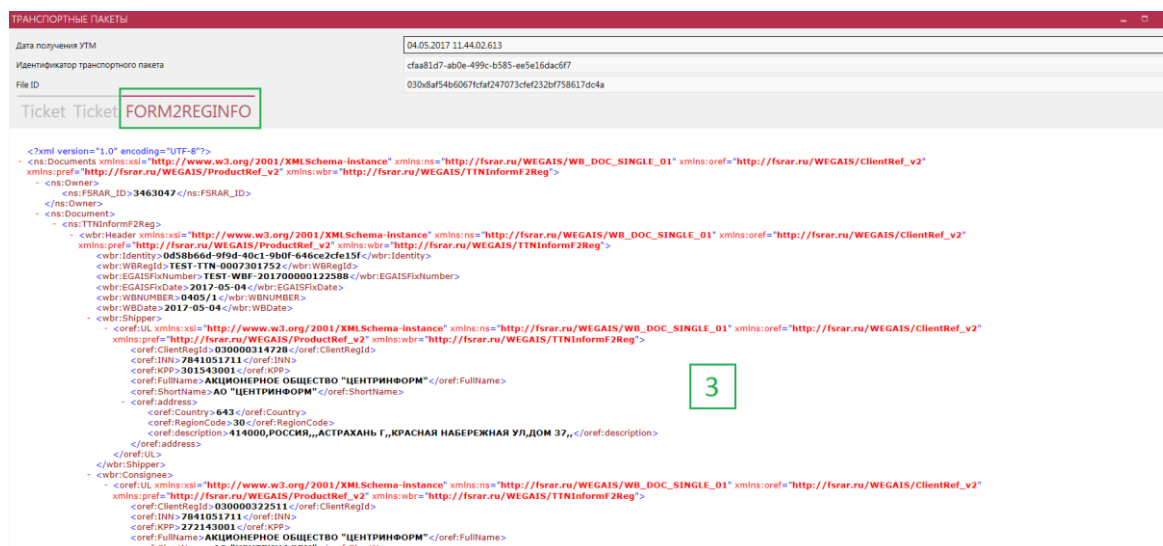 ТРАНСПОРТНЫЕ ПАКЕТЫ
Дата получения УТМ 04.05.2017 11.44.02.613
Идентификатор транспортного пакета cfaa81d7-ab0e-499c-b585-ee5e16dac6f7
File ID 030x8af54b6067fcfaf247073cfef232bf758617dc4a
Ticket Ticket FORM2REGINFO
<?xml version="1.0" encoding="UTF-8"?>
- <ns:Documents xmlns:xsi="http://www.w3.org/2001/XMLSchema-instance" xmlns:ns="http://fsrar.ru/WEGAIS/WB_DOC_SINGLE_01" xmlns:oref="http://fsrar.ru/WEGAIS/ClientRef_v2"
xmlns:pref="http://fsrar.ru/WEGAIS/ProductRef_v2" xmlns:wbr="http://fsrar.ru/WEGAIS/TTNInformF2Reg">
- <ns:Owner>
<ns:FSRAR_ID>3463047</ns:FSRAR_ID>
</ns:Owner>
- <ns:Document>
- <ns:TTNInformF2Reg>
- <wbr:Header xmlns:xsi="http://www.w3.org/2001/XMLSchema-instance" xmlns:ns="http://fsrar.ru/WEGAIS/WB_DOC_SINGLE_01" xmlns:oref="http://fsrar.ru/WEGAIS/ClientRef_v2"
xmlns:pref="http://fsrar.ru/WEGAIS/ProductRef_v2" xmlns:wbr="http://fsrar.ru/WEGAIS/TTNInformF2Reg">
<wbr:Identity>0d58b66d-9f9d-40c1-9b0f-646ce2cfe15f</wbr:Identity>
<wbr:WBRegId>TEST-TTN-0007301752</wbr:WBRegId>
<wbr:EGAISFixNumber>TEST-WBF-201700000122588</wbr:EGAISFixNumber>
<wbr:EGAISFixDate>2017-05-04</wbr:EGAISFixDate>
<wbr:WBNUMBER>0405/1</wbr:WBNUMBER>
<wbr:WBDate>2017-05-04</wbr:WBDate>
- <wbr:Shipper>
- <oref:UL xmlns:xsi="http://www.w3.org/2001/XMLSchema-instance" xmlns:ns="http://fsrar.ru/WEGAIS/WB_DOC_SINGLE_01" xmlns:oref="http://fsrar.ru/WEGAIS/ClientRef_v2"
xmlns:pref="http://fsrar.ru/WEGAIS/ProductRef_v2" xmlns:wbr="http://fsrar.ru/WEGAIS/TTNInformF2Reg">
<oref:ClientRegId>030000314728</oref:ClientRegId>
<oref:INN>7841051711</oref:INN>
<oref:KPP>301543001</oref:KPP>
<oref:FullName>АКЦИОНЕРНОЕ ОБЩЕСТВО "ЦЕНТРИНФОРМ"</oref:FullName>
<oref:ShortName>АО "ЦЕНТРИНФОРМ"</oref:ShortName>
- <oref:address>
<oref:Country>643</oref:Country>
<oref:RegionCode>30</oref:RegionCode>
<oref:description>414000,РОССИЯ,,,АСТРАХАНЬ Г,,КРАСНАЯ НАБЕРЕЖНАЯ УЛ,ДОМ 37,,</oref:description>
</oref:address>
</oref:UL>
</wbr:Shipper>
3
- <wbr:Consignee>
- <oref:UL xmlns:xsi="http://www.w3.org/2001/XMLSchema-instance" xmlns:ns="http://fsrar.ru/WEGAIS/WB_DOC_SINGLE_01" xmlns:oref="http://fsrar.ru/WEGAIS/ClientRef_v2"
xmlns:pref="http://fsrar.ru/WEGAIS/ProductRef_v2" xmlns:wbr="http://fsrar.ru/WEGAIS/TTNInformF2Reg">
<oref:ClientRegId>030000322511</oref:ClientRegId>
<oref:INN>7841051711</oref:INN>
<oref:KPP>272143001</oref:KPP>
<oref:FullName>АКЦИОНЕРНОЕ ОБЩЕСТВО "ЦЕНТРИНФОРМ"</oref:FullName>